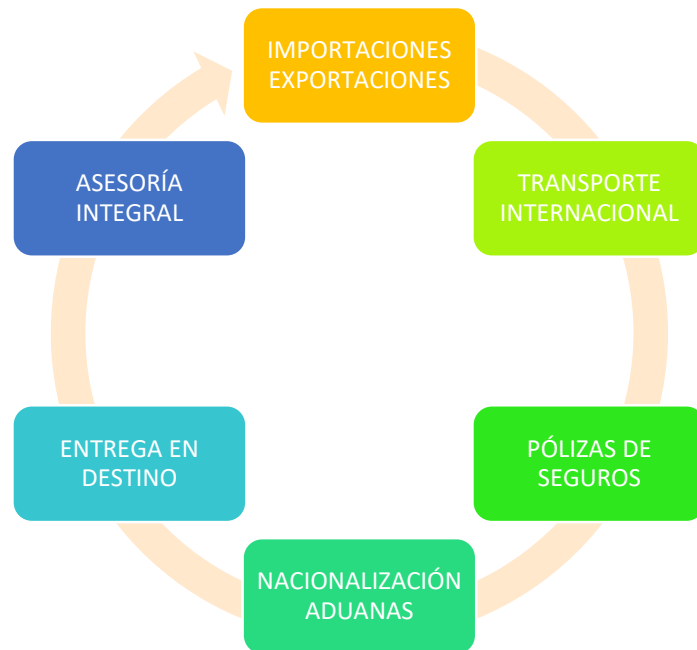 IMPORTACIONES
EXPORTACIONES
TRANSPORTE
INTERNACIONAL
PÓLIZAS DE
SEGUROS
NACIONALIZACIÓN
ADUANAS
ENTREGA EN
DESTINO
ASESORÍA
INTEGRAL